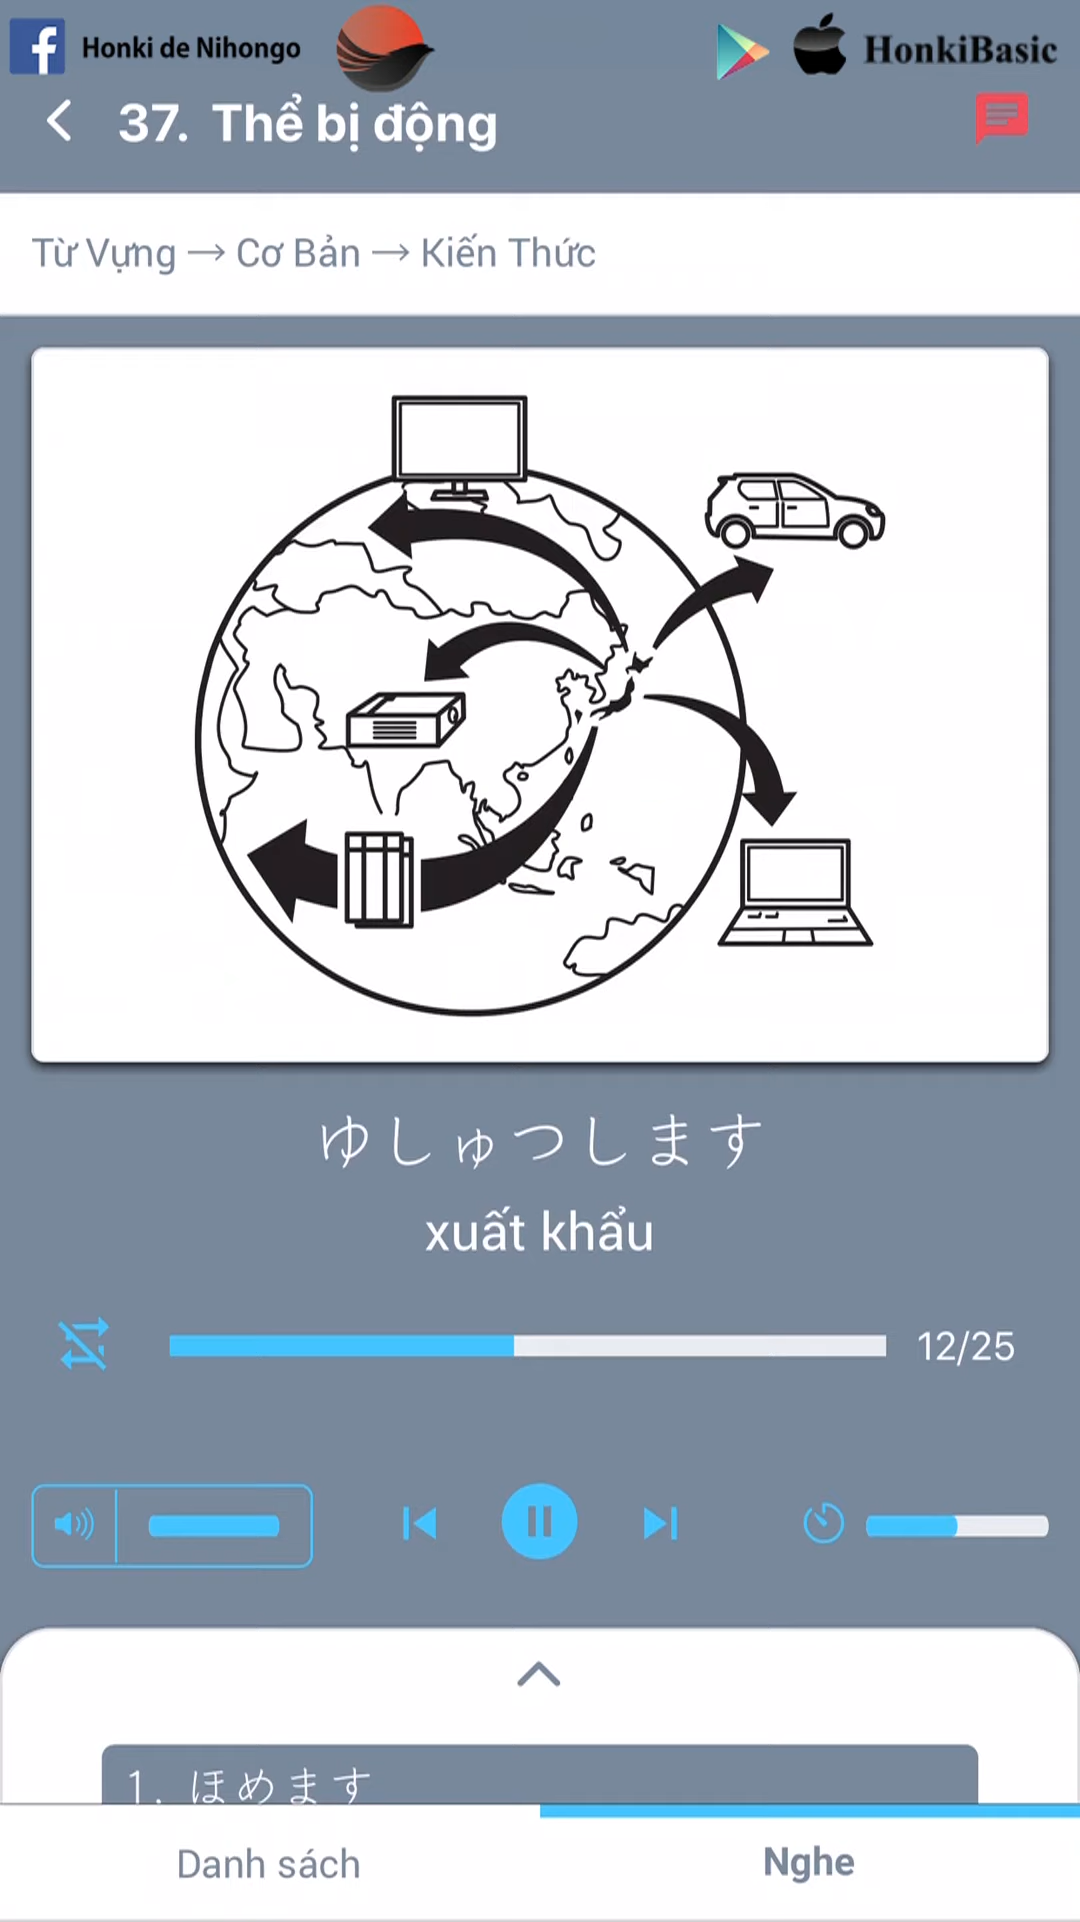 Honki de Nihongo
HonkiBasic
37. Thể bị động
Từ Vựng → Cơ Bản → Kiến Thức
ゆしゅつします
xuất khẩu
12/25
1. ほめます
Danh sách
Nghe